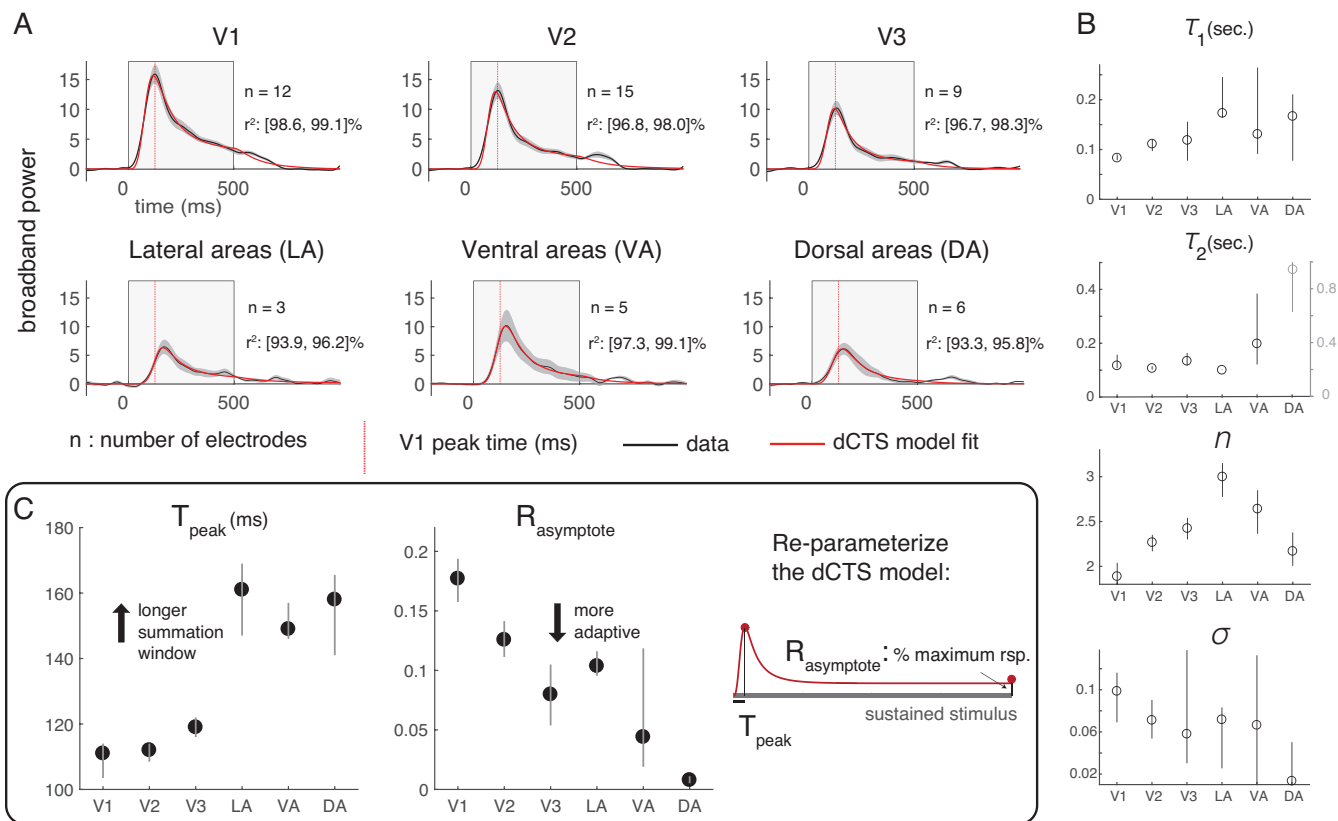 A
V1
V2
V3
15
10
5
0
n = 12
r²: [98.6, 99.1]%
0
500
time (ms)
15
10
5
0
n = 15
r²: [96.8, 98.0]%
0
500
15
10
5
0
n = 9
r²: [96.7, 98.3]%
0
500
broadband power
Lateral areas (LA)
Ventral areas (VA)
Dorsal areas (DA)
15
10
5
0
n = 3
r²: [93.9, 96.2]%
0
500
15
10
5
0
n = 5
r²: [97.3, 99.1]%
0
500
15
10
5
0
n = 6
r²: [93.3, 95.8]%
0
500
n : number of electrodes
V1 peak time (ms)
data
dCTS model fit
B
T1 (sec.)
0.2
0.1
0
V1 V2 V3 LA VA DA
T2 (sec.)
0.4
0.2
0
0.8
0.4
0
V1 V2 V3 LA VA DA
n
3
2.5
2
V1 V2 V3 LA VA DA
σ
0.1
0.06
0.02
V1 V2 V3 LA VA DA
C
Tpeak (ms)
180
160
140
120
100
longer
summation
window
V1 V2 V3 LA VA DA
Rasymptote
0.2
0.15
0.1
0.05
0
more
adaptive
V1 V2 V3 LA VA DA
Re-parameterize
the dCTS model:
Rasymptote : % maximum rsp.
sustained stimulus
Tpeak